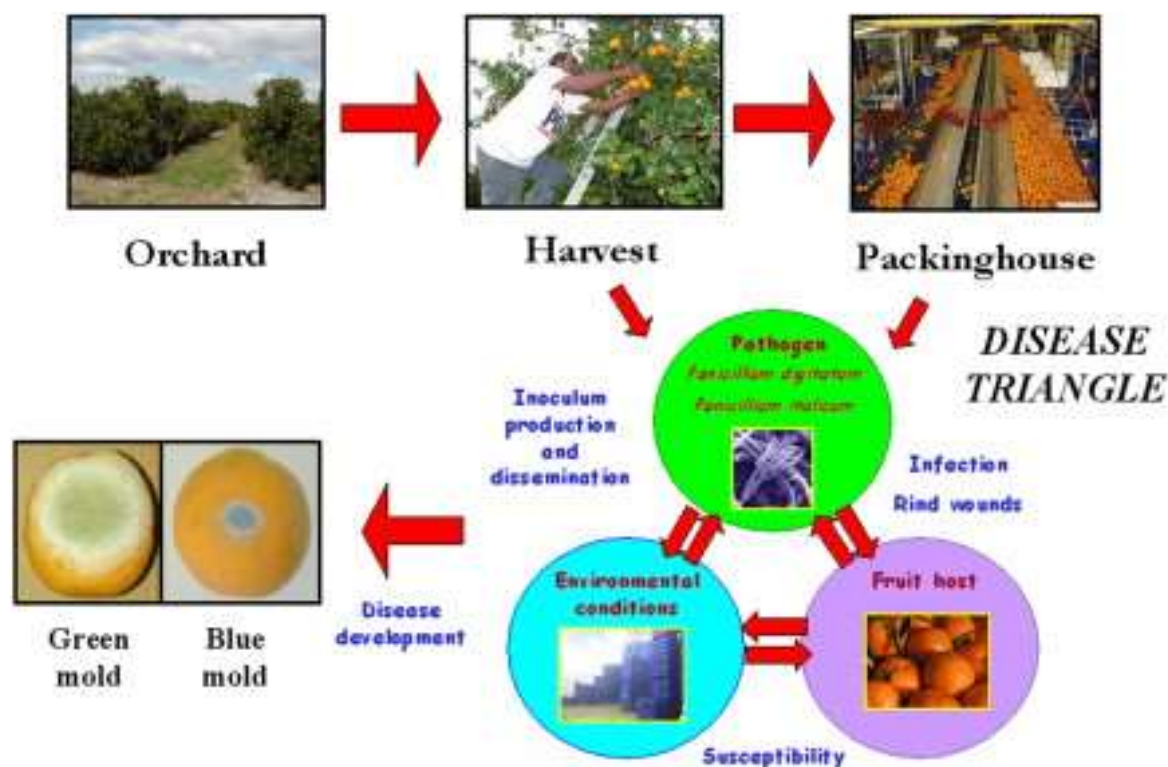 Orchard
Harvest
Packinghouse
DISEASE
TRIANGLE
Pathogen
Penicillium digitatum
Penicillium italicum
Inoculum
production
and
dissemination
Infection
Rind wounds
Environmental
conditions
Fruit host
Disease
development
Green
mold
Blue
mold
Susceptibility